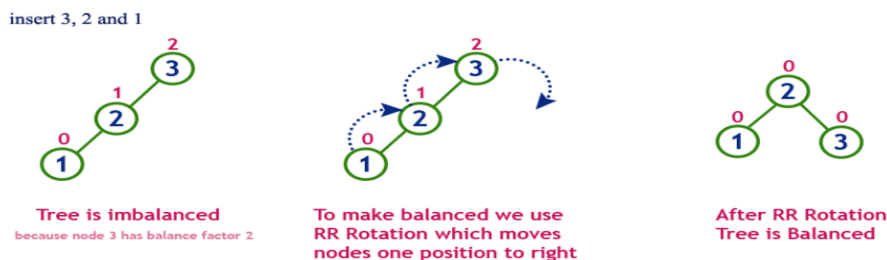 insert 3, 2 and 1
2
3
1
2
0
1
Tree is imbalanced
because node 3 has balance factor 2
2
3
1
2
0
1
To make balanced we use
RR Rotation which moves
nodes one position to right
0
2
0
1
0
3
After RR Rotation
Tree is Balanced